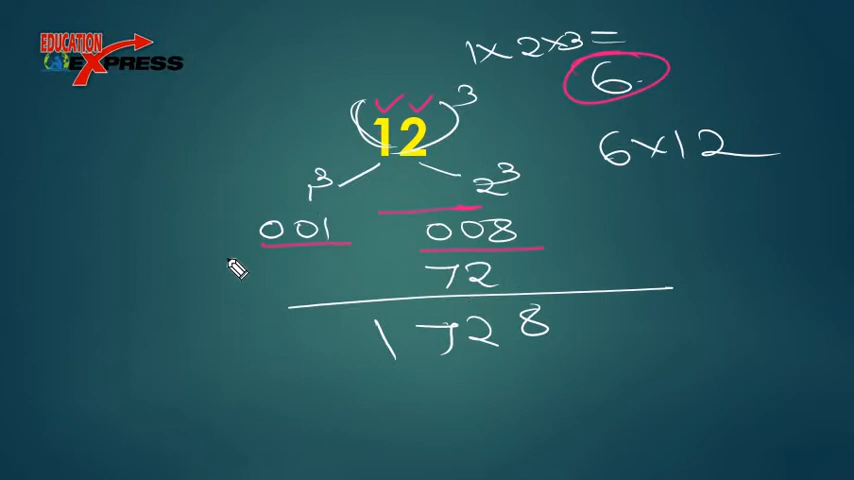 EDUCATION
EXPRESS
1x2x3=
6.
(12)³
6x12
1³ 2³
001 008
72
1728